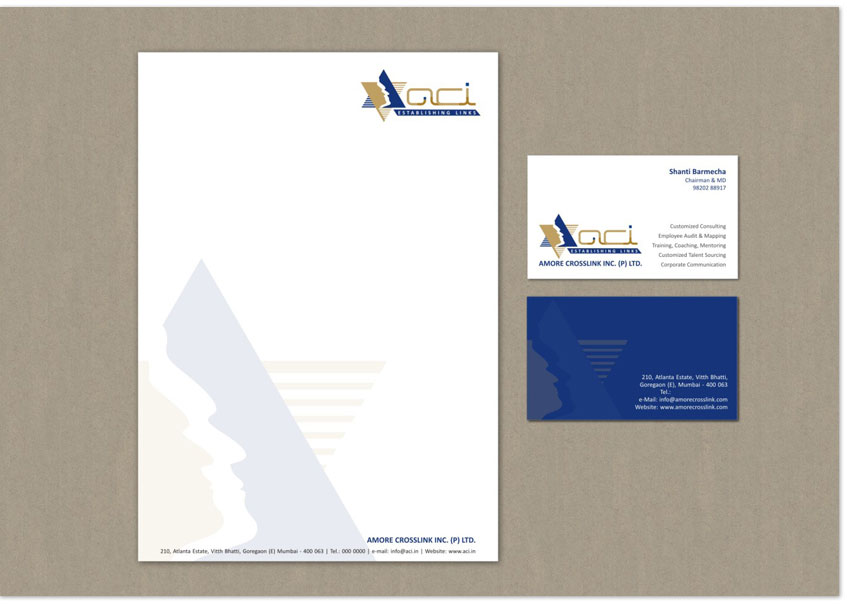 aci
ESTABLISHING LINKS
AMORE CROSSLINK INC. (P) LTD.
210, Atlanta Estate, Vitth Bhatti, Goregaon (E) Mumbai - 400 063 | Tel.: 000 0000 | e-mail: info@aci.in | Website: www.aci.in
Shanti Barmecha
Chairman & MD
98202 88917
aci
ESTABLISHING LINKS
AMORE CROSSLINK INC. (P) LTD.
Customized Consulting
Employee Audit & Mapping
Training, Coaching, Mentoring
Customized Talent Sourcing
Corporate Communication
210, Atlanta Estate, Vitth Bhatti,
Goregaon (E), Mumbai - 400 063
Tel.:
e-Mail: info@amorecrosslink.com
Website: www.amorecrosslink.com